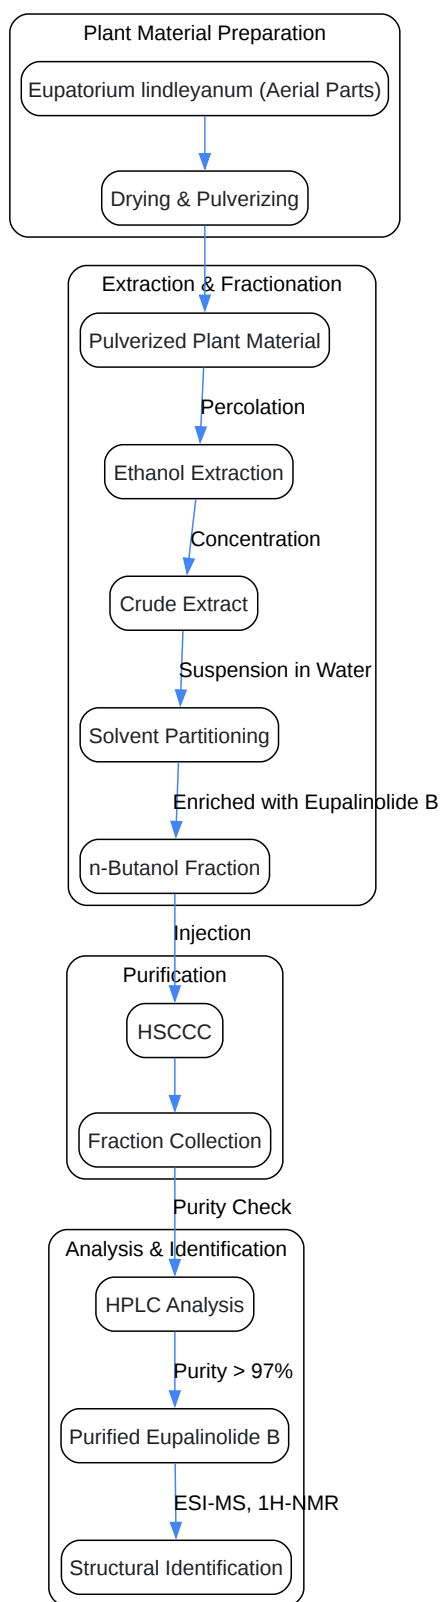 Plant Material Preparation
Eupatorium lindleyanum (Aerial Parts)
Drying & Pulverizing
Extraction & Fractionation
Pulverized Plant Material
Percolation
Ethanol Extraction
Concentration
Crude Extract
Suspension in Water
Solvent Partitioning
Enriched with Eupalinolide B
n-Butanol Fraction
Injection
Purification
HSCCC
Fraction Collection
Purity Check
Analysis & Identification
HPLC Analysis
Purity > 97%
Purified Eupalinolide B
ESI-MS, 1H-NMR
Structural Identification